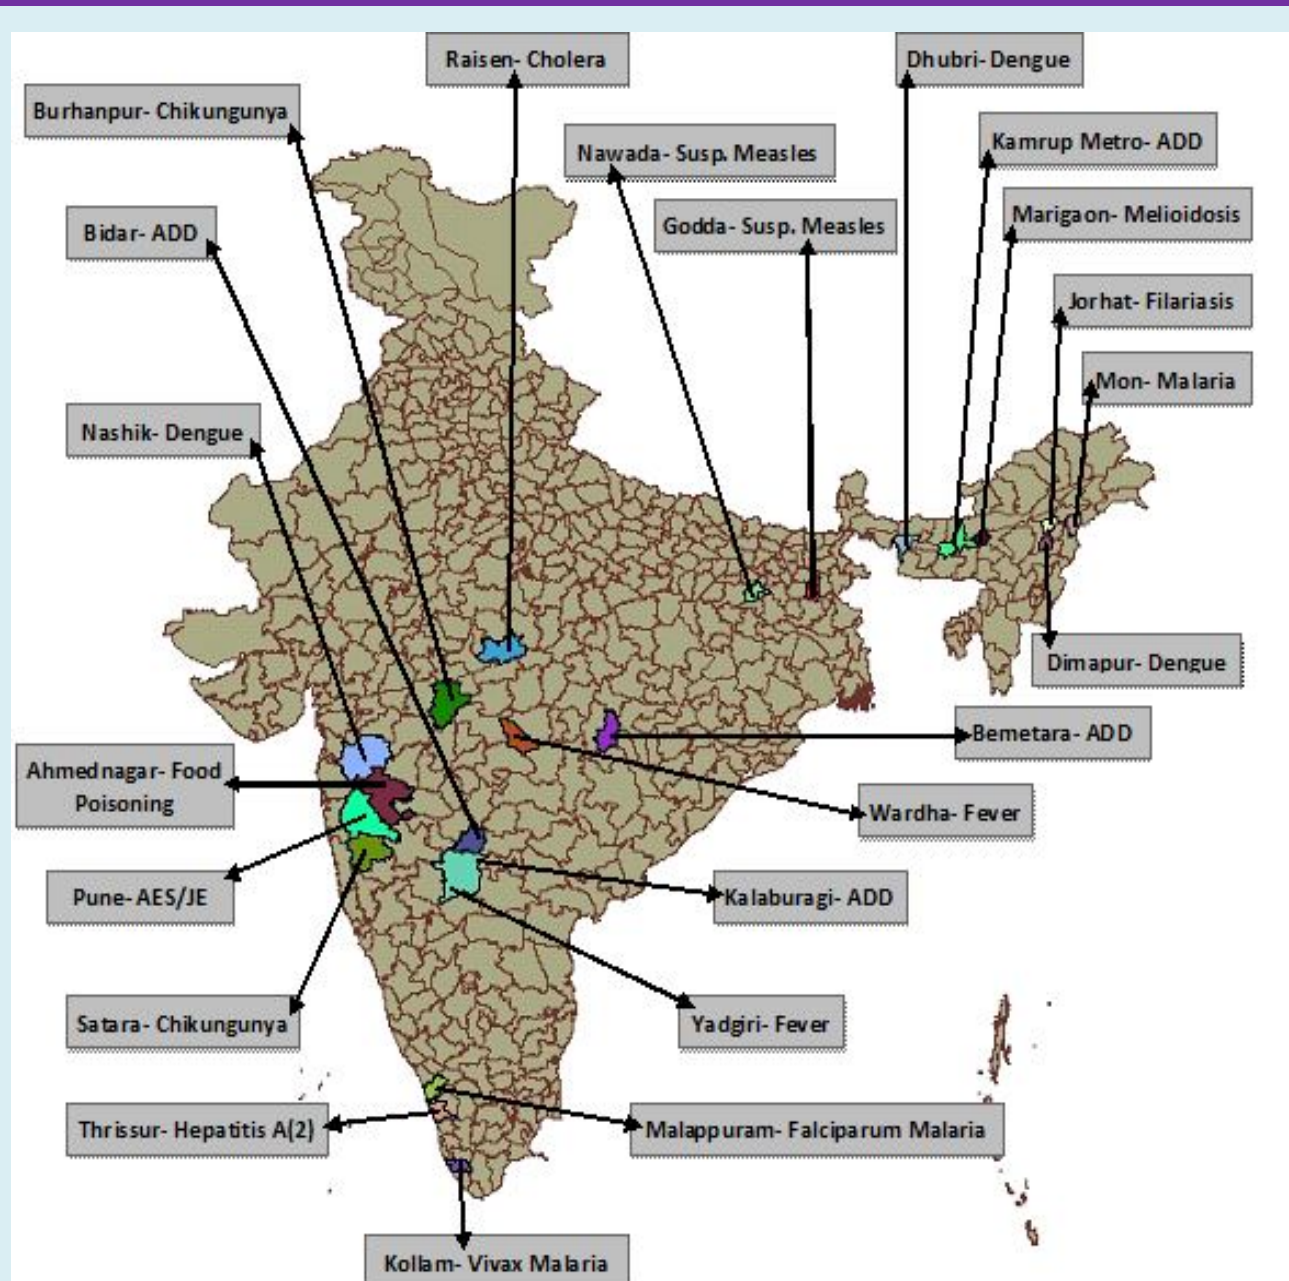 Raisen- Cholera
Dhubri- Dengue
Burhanpur- Chikungunya
Kamrup Metro- ADD
Nawada- Susp. Measles
Marigaon- Melioidosis
Godda- Susp. Measles
Bidar- ADD
Jorhat- Filariasis
Mon- Malaria
Nashik- Dengue
Dimapur- Dengue
Bemetara- ADD
Ahmednagar- Food
Poisoning
Wardha- Fever
Pune- AES/JE
Kalaburagi- ADD
Satara- Chikungunya
Yadgiri- Fever
Thrissur- Hepatitis A(2)
Malappuram- Falciparum Malaria
Kollam- Vivax Malaria